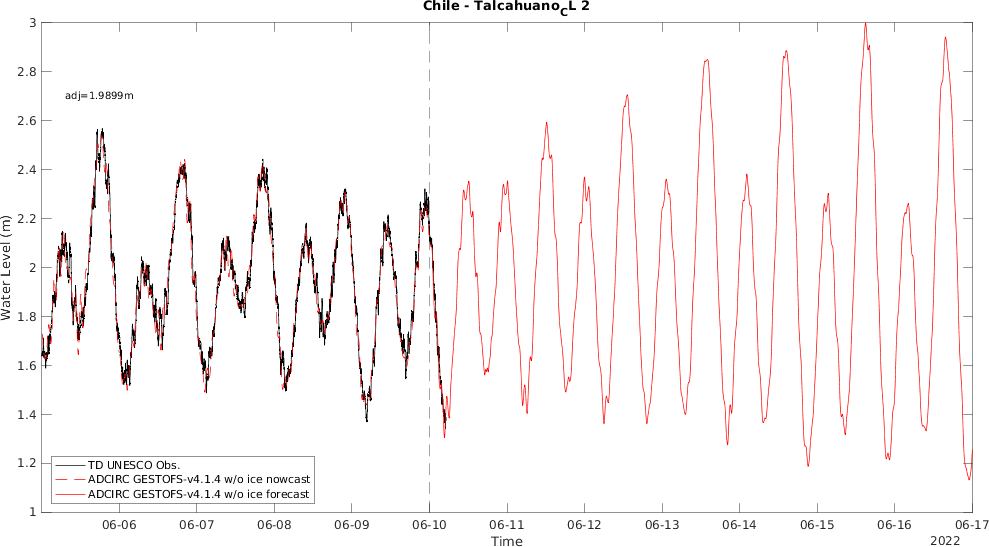 Chile - Talcahuano_CL 2
adj=1.9899m
Water Level (m)
3
2.8
2.6
2.4
2.2
2
1.8
1.6
1.4
1.2
1
TD UNESCO Obs.
ADCIRC GESTOFS-v4.1.4 w/o ice nowcast
ADCIRC GESTOFS-v4.1.4 w/o ice forecast
06-06 06-07 06-08 06-09 06-10 06-11 06-12 06-13 06-14 06-15 06-16 06-17
Time
2022